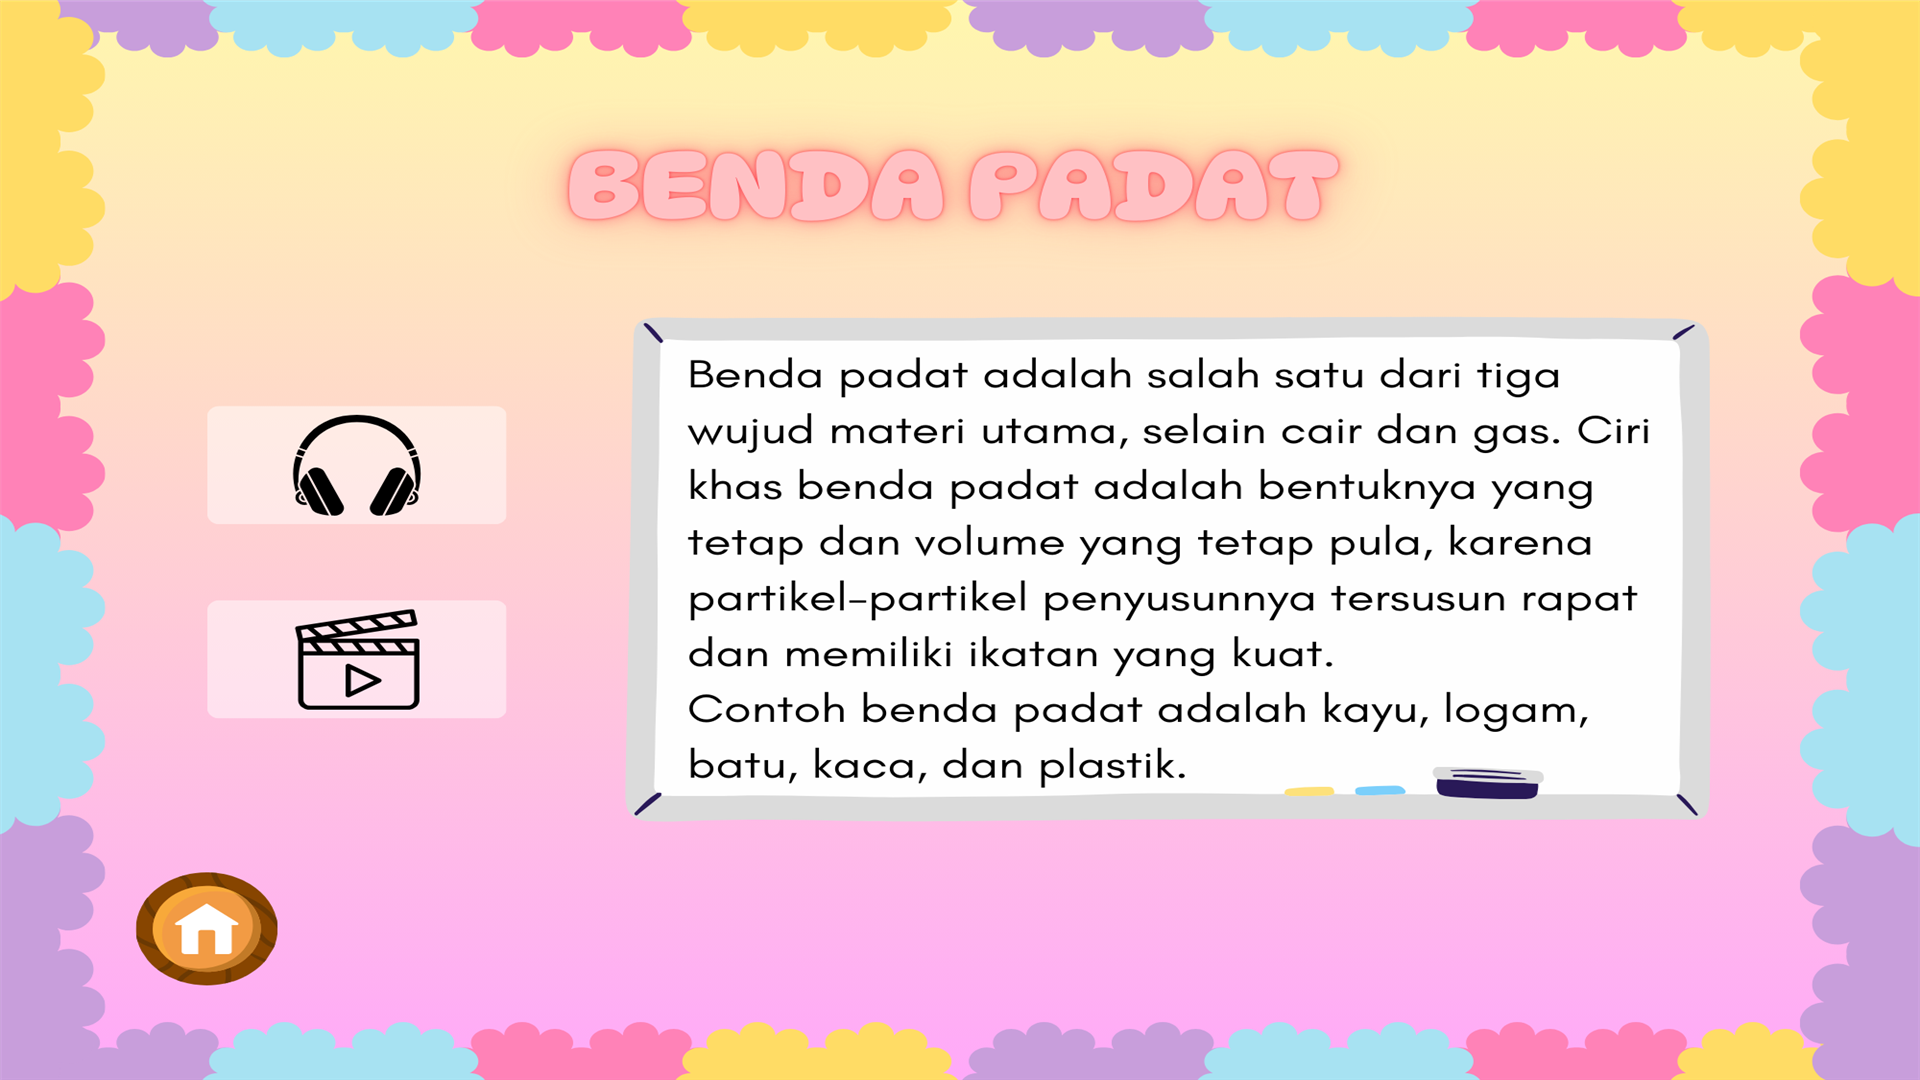 BENDA PADAT
Benda padat adalah salah satu dari tiga
wujud materi utama, selain cair dan gas. Ciri
khas benda padat adalah bentuknya yang
tetap dan volume yang tetap pula, karena
partikel-partikel penyusunnya tersusun rapat
dan memiliki ikatan yang kuat.
Contoh benda padat adalah kayu, logam,
batu, kaca, dan plastik.